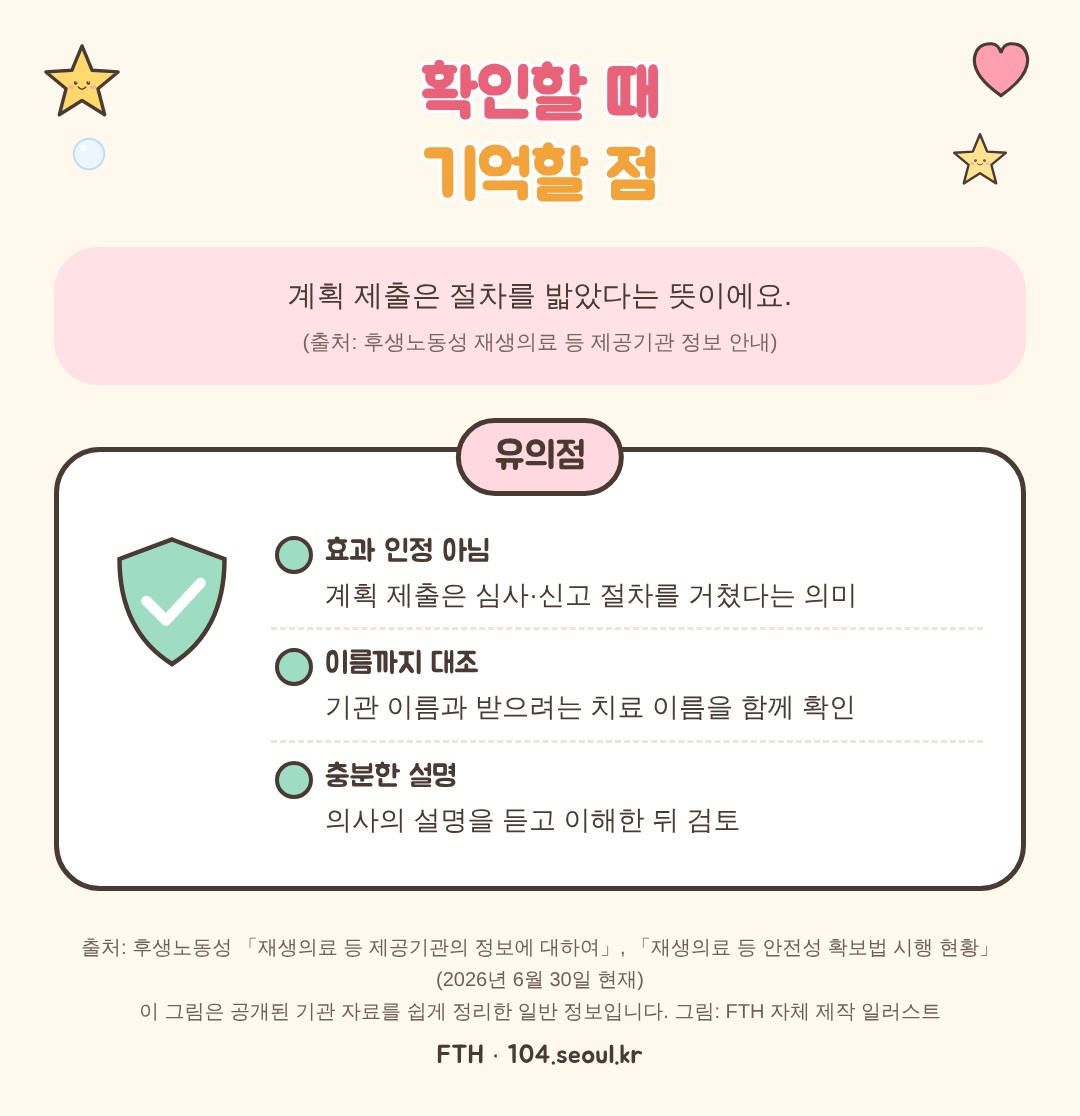 확인할 때
기억할 점
계획 제출은 절차를 밟았다는 뜻이에요.
(출처: 후생노동성 재생의료 등 제공기관 정보 안내)
유의점
효과 인정 아님
계획 제출은 심사·신고 절차를 거쳤다는 의미
이름까지 대조
기관 이름과 받으려는 치료 이름을 함께 확인
충분한 설명
의사의 설명을 듣고 이해한 뒤 검토
출처: 후생노동성 「재생의료 등 제공기관의 정보에 대하여」, 「재생의료 등 안전성 확보법 시행 현황」
(2026년 6월 30일 현재)
이 그림은 공개된 기관 자료를 쉽게 정리한 일반 정보입니다. 그림: FTH 자체 제작 일러스트
FTH · 104.seoul.kr